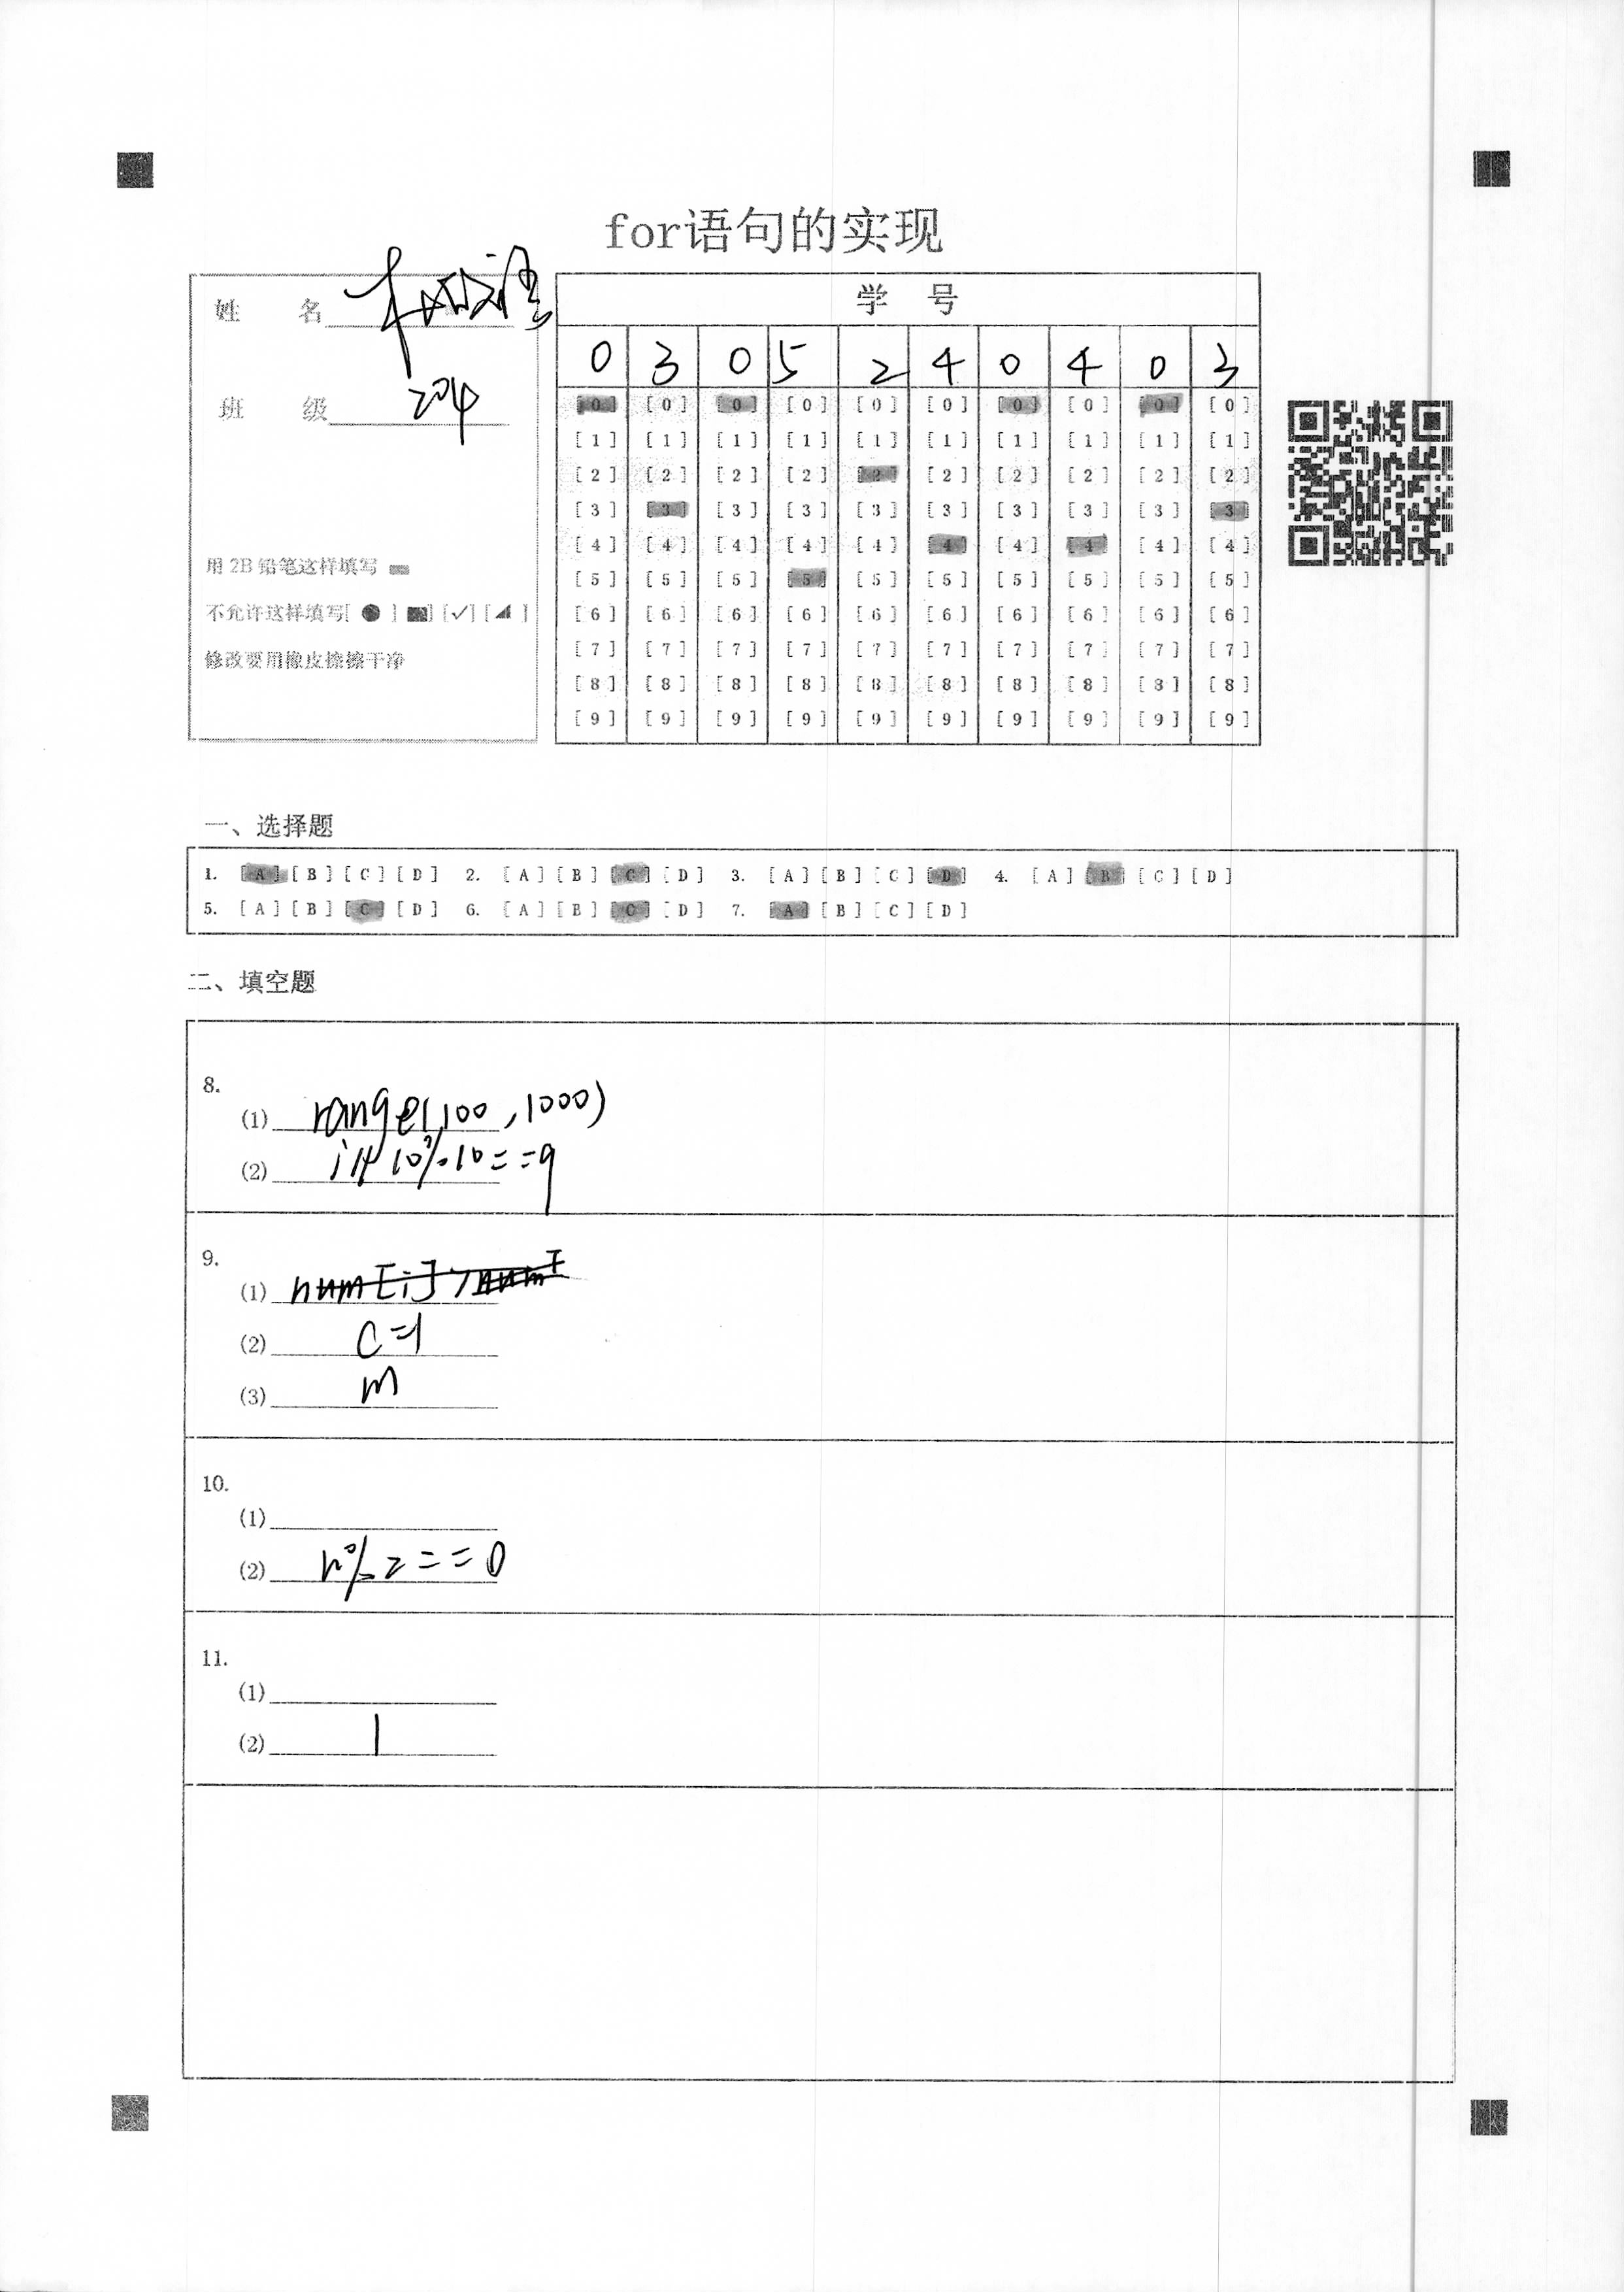 for语句的实现
姓 名
班 级 204
用 2B 铅笔这样填写
不允许这样填写[ ● ] [■] [✓] [◢ ]
修改要用橡皮擦擦干净
学 号
0 3 0 5 2 4 0 4 0 3
[0] [0] [0] [0] [0] [0] [0] [0] [0] [0]
[1] [1] [1] [1] [1] [1] [1] [1] [1] [1]
[2] [2] [2] [2] [2] [2] [2] [2] [2] [2]
[3] [3] [3] [3] [3] [3] [3] [3] [3] [3]
[4] [4] [4] [4] [4] [4] [4] [4] [4] [4]
[5] [5] [5] [5] [5] [5] [5] [5] [5] [5]
[6] [6] [6] [6] [6] [6] [6] [6] [6] [6]
[7] [7] [7] [7] [7] [7] [7] [7] [7] [7]
[8] [8] [8] [8] [8] [8] [8] [8] [8] [8]
[9] [9] [9] [9] [9] [9] [9] [9] [9] [9]
一、选择题
1. [A] [B] [C] [D] 2. [A] [B] [C] [D] 3. [A] [B] [C] [D] 4. [A] [B] [C] [D]
5. [A] [B] [C] [D] 6. [A] [B] [C] [D] 7. [A] [B] [C] [D]
二、填空题
8.
(1) range(100,1000)
(2) i//10%10==9
9.
(1) num[i]>num[
(2) c=1
(3) m
10.
(1)
(2) n%2==0
11.
(1)
(2) 1